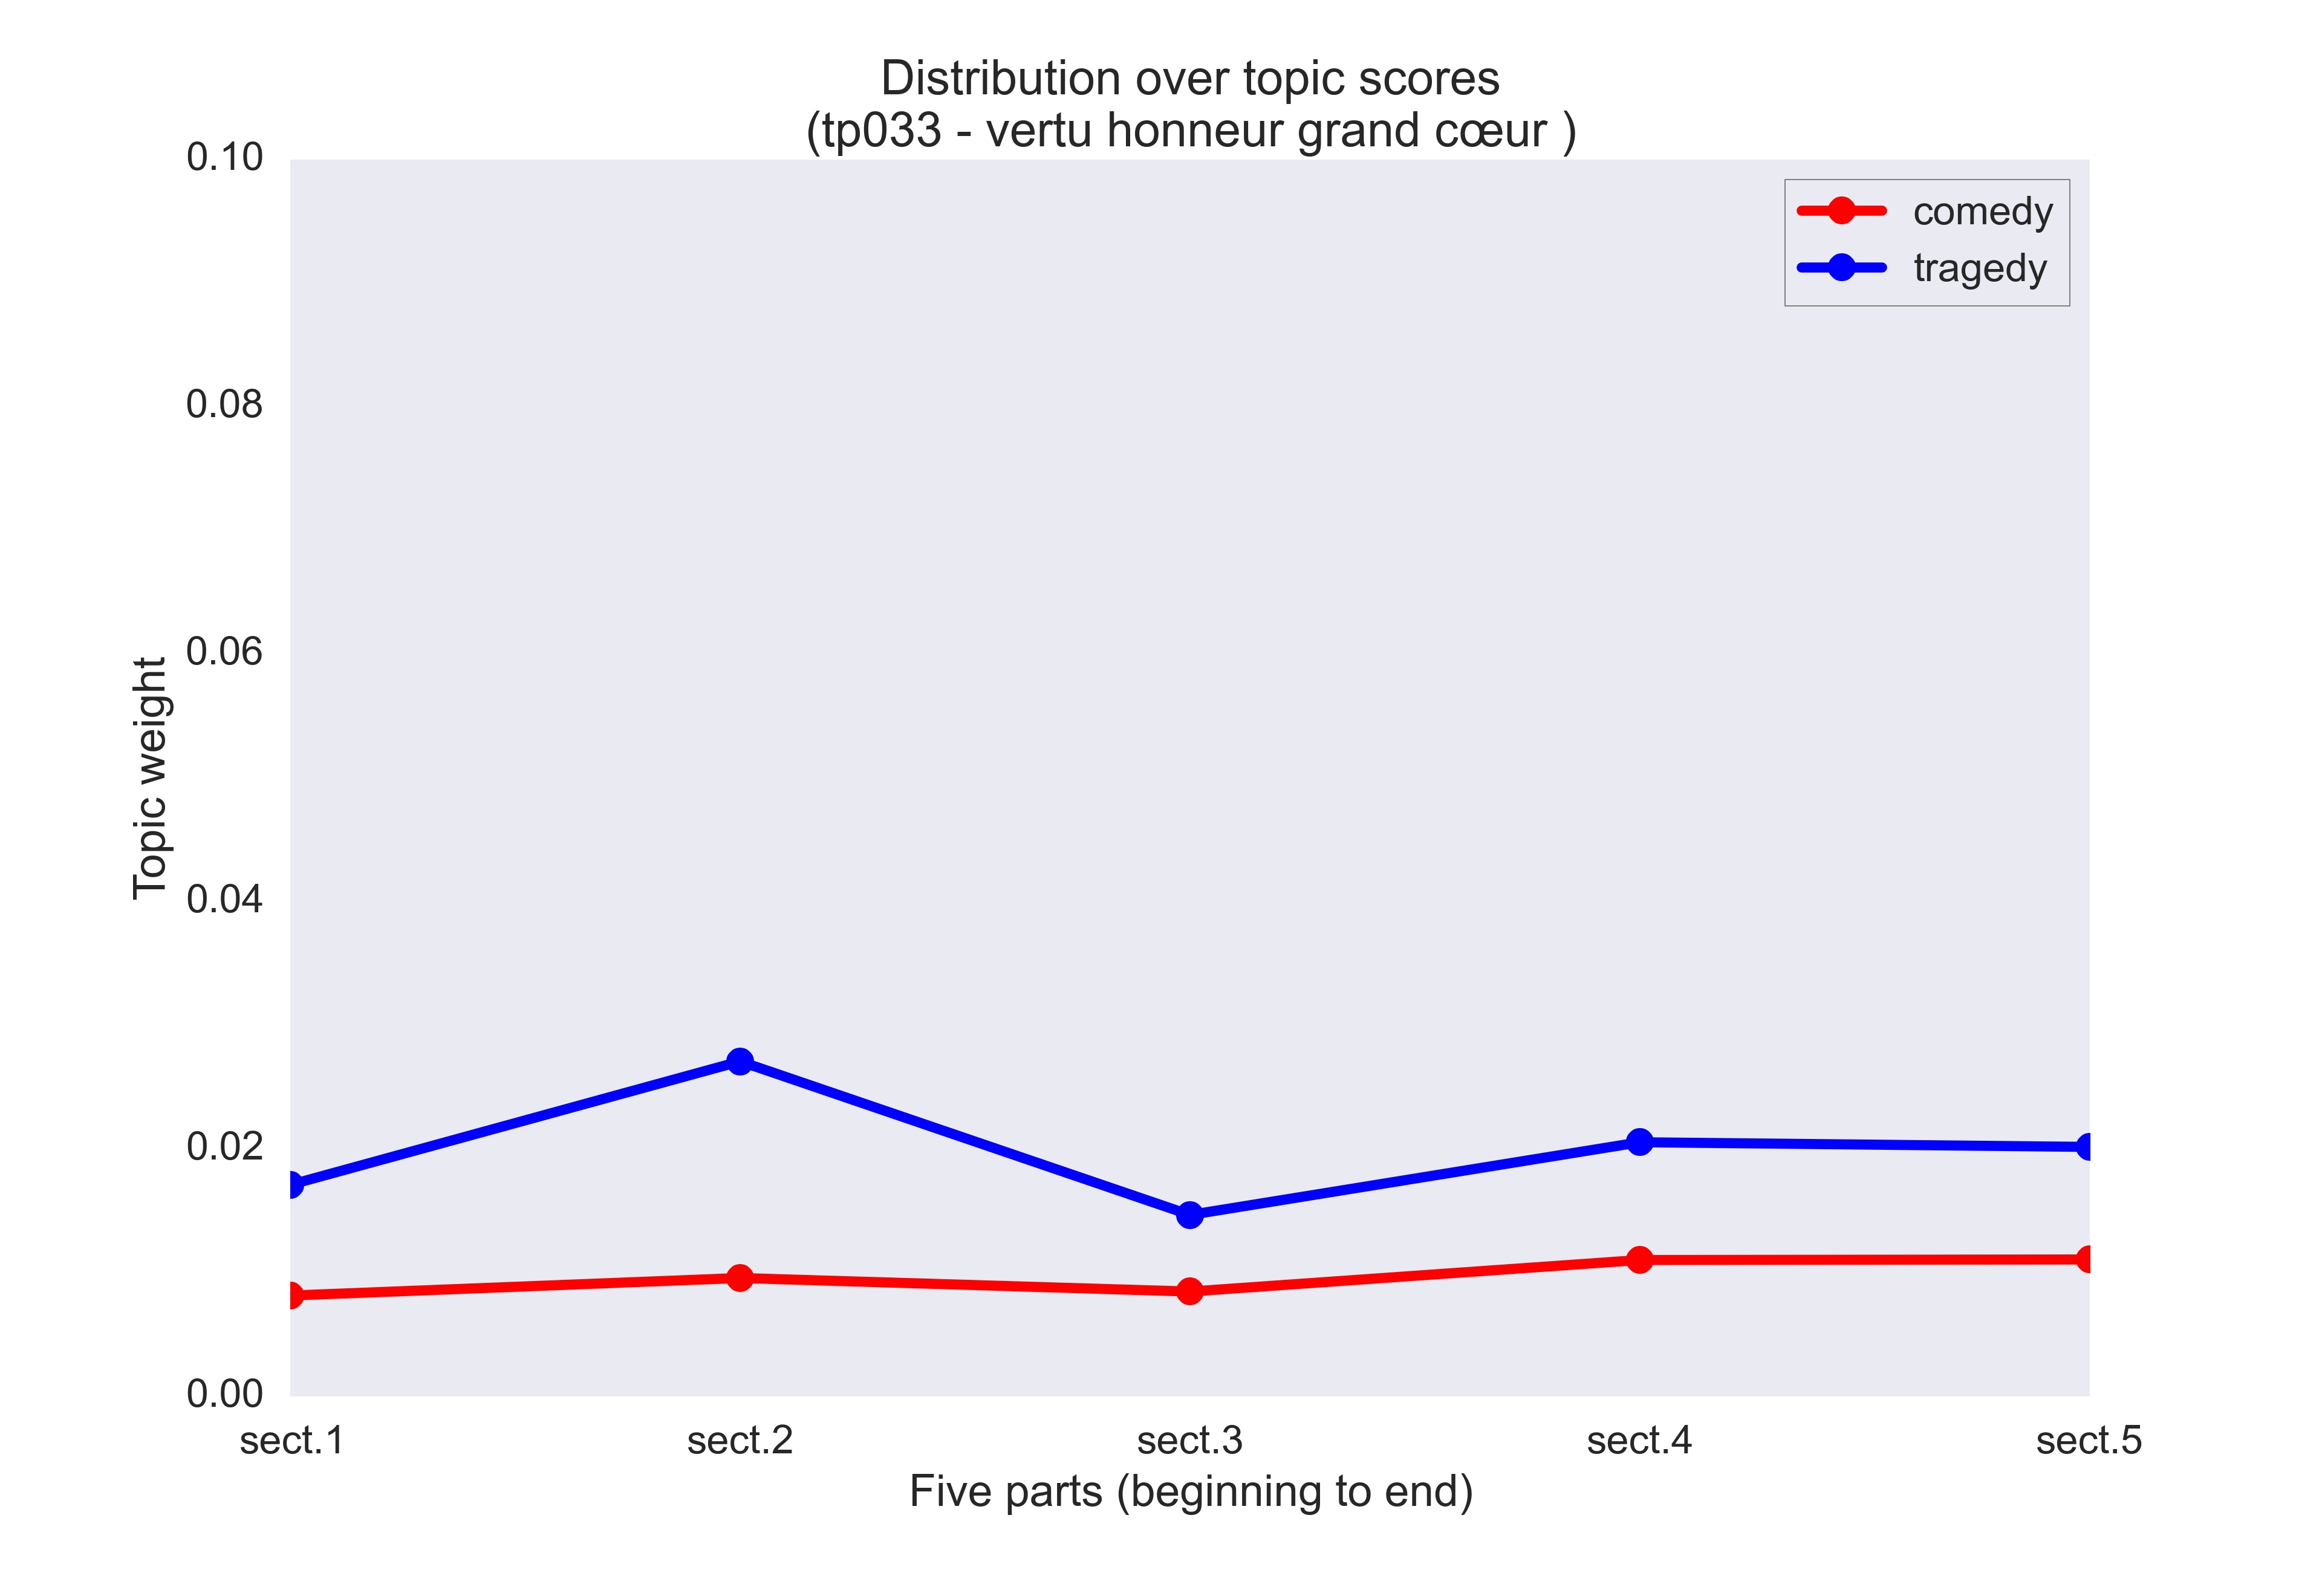 Distribution over topic scores
(tp033 - vertu honneur grand cœur )
comedy
tragedy
0.10
0.08
0.06
0.04
0.02
0.00
Topic weight
sect.1
sect.2
sect.3
sect.4
sect.5
Five parts (beginning to end)